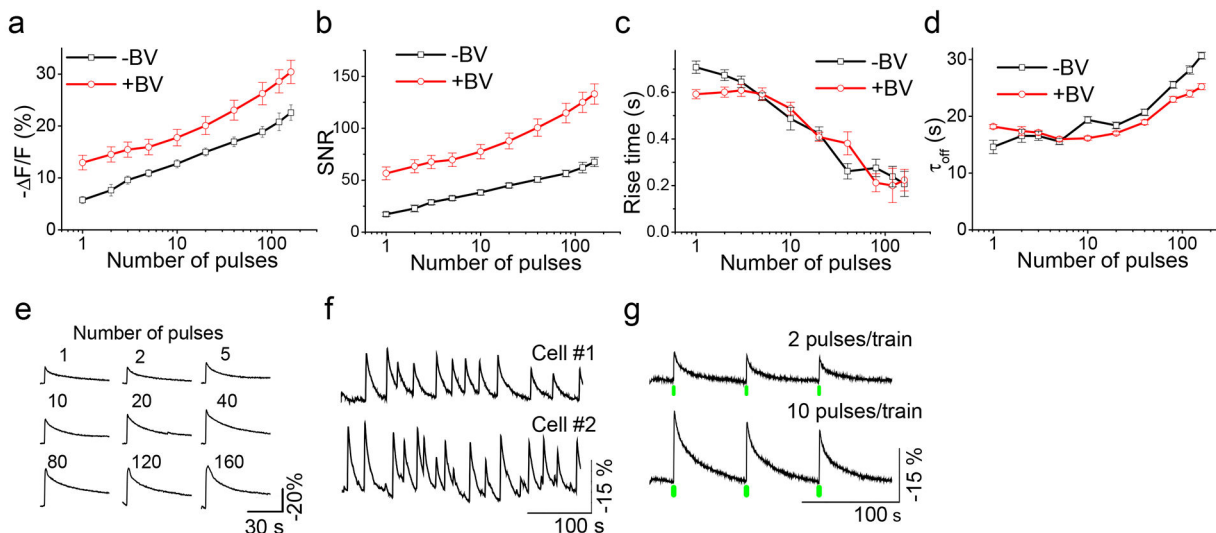 a
-BV
+BV
30
20
10
0
-ΔF/F (%)
1
10
100
Number of pulses
b
-BV
+BV
150
125
100
75
50
25
0
SNR
1
10
100
Number of pulses
c
-BV
+BV
0.6
0.4
0.2
0.0
Rise time (s)
1
10
100
Number of pulses
d
-BV
+BV
30
20
10
0
τoff (s)
1
10
100
Number of pulses
e
Number of pulses
1
2
5
10
20
40
80
120
160
-20%
30 s
f
Cell #1
Cell #2
-15 %
100 s
g
2 pulses/train
10 pulses/train
-15 %
100 s